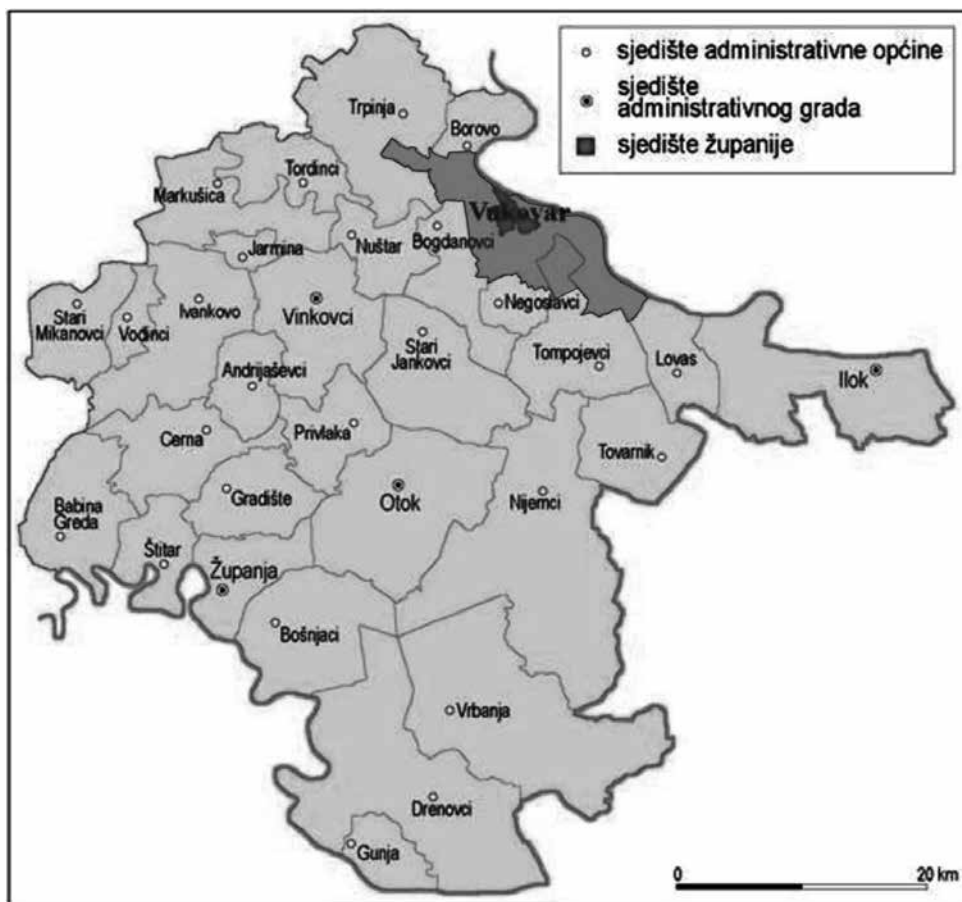 sjedište administrativne općine
sjedište
administrativnog grada
sjedište županije
Trpinja
Borovo
Tordinci
Markušica
Vukovar
Jarmina
Nuštar
Bogdanovci
Stari
Mikanovci
Vođinci
Ivankovo
Vinkovci
Negoslavci
Stari
Jankovci
Tompojevci
Lovas
Ilok
Andrijaševci
Cerna
Privlaka
Tovarnik
Babina
Greda
Gradište
Otok
Nijemci
Štitar
Županja
Bošnjaci
Vrbanja
Drenovci
Gunja
0
20 km